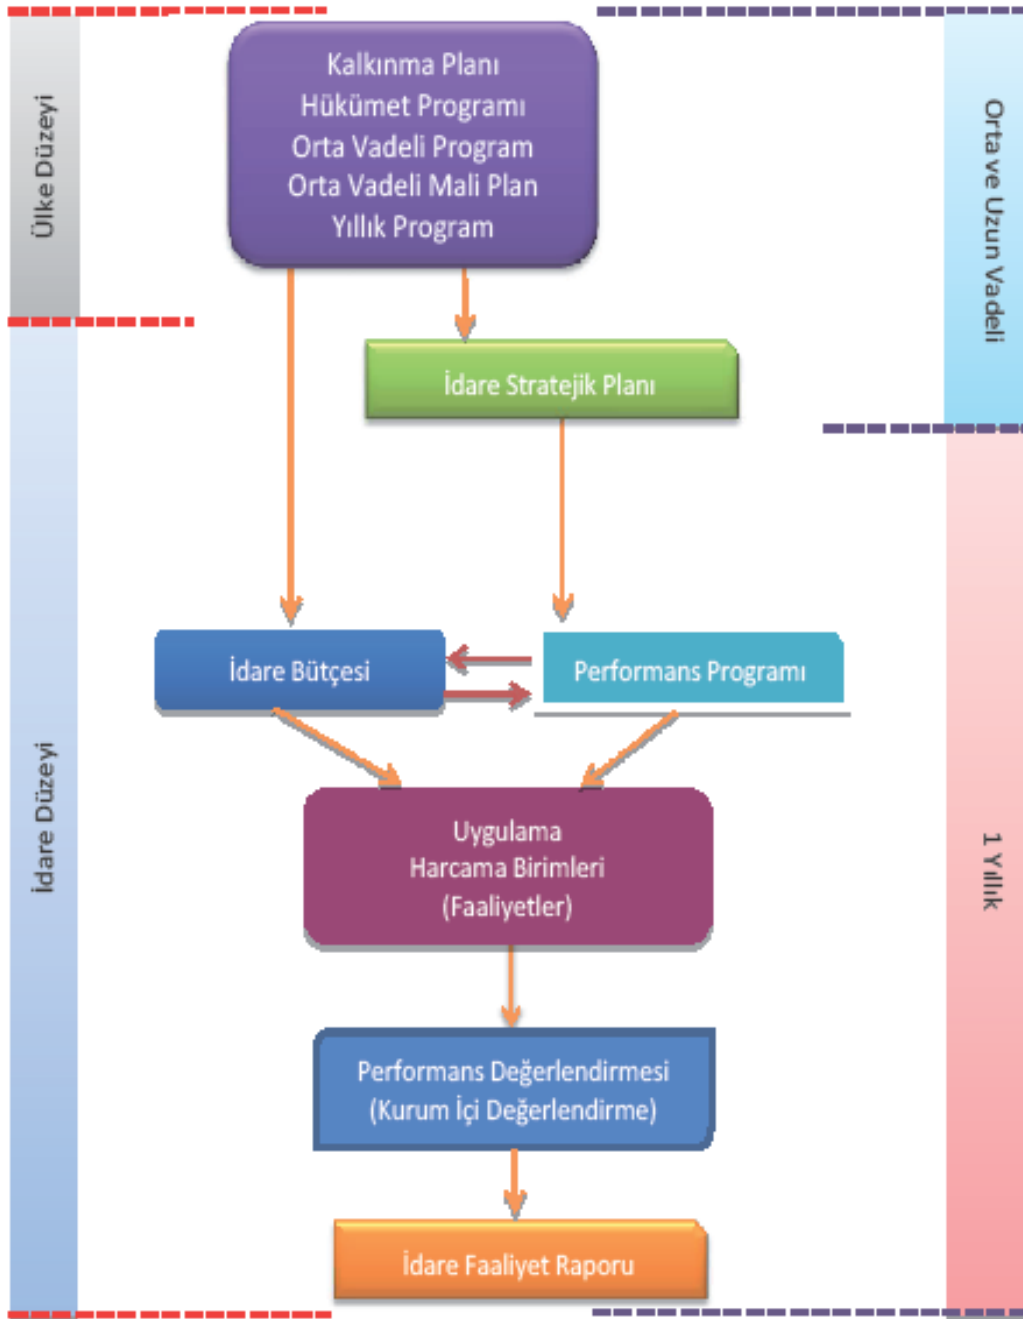 Ülke Düzeyi
Kalkınma Planı
Hükümet Programı
Orta Vadeli Program
Orta Vadeli Mali Plan
Yıllık Program
Orta ve Uzun Vadeli
İdare Stratejik Planı
İdare Düzeyi
İdare Bütçesi
Performans Programı
1 Yıllık
Uygulama
Harcama Birimleri
(Faaliyetler)
Performans Değerlendirmesi
(Kurum İçi Değerlendirme)
İdare Faaliyet Raporu